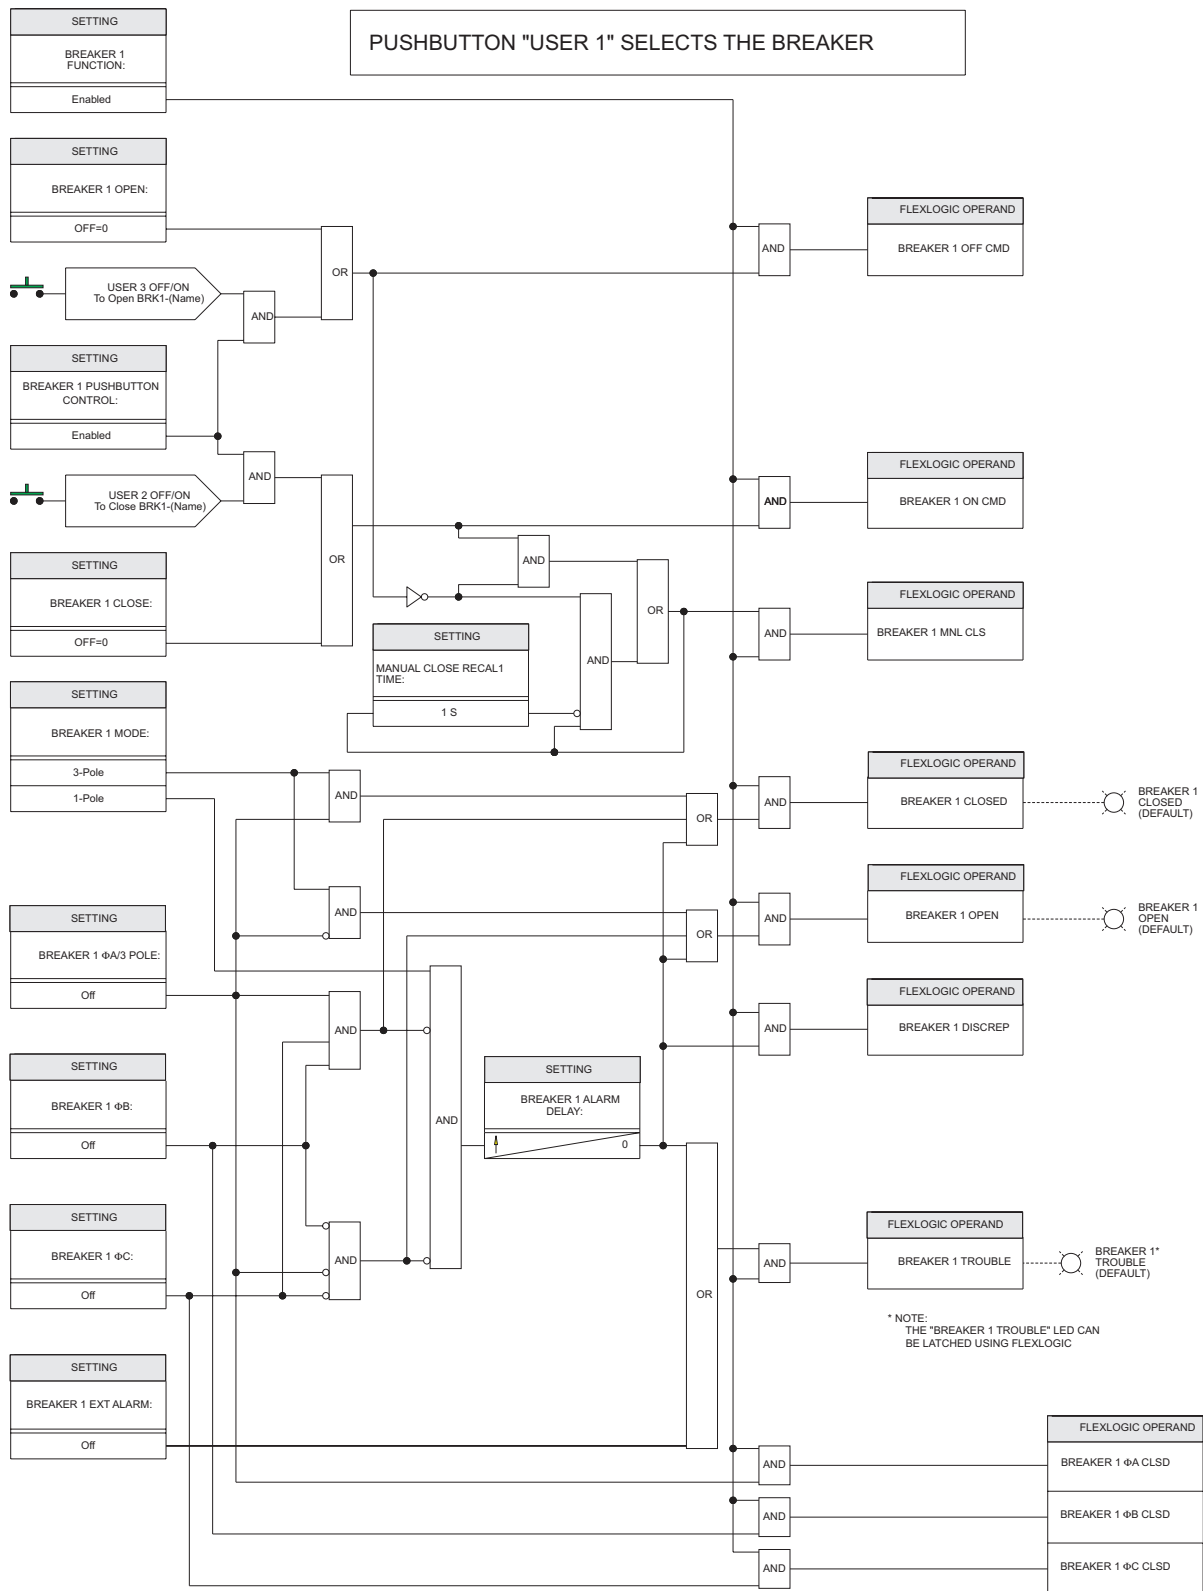 SETTING
BREAKER 1
FUNCTION:
Enabled
PUSHBUTTON "USER 1" SELECTS THE BREAKER
SETTING
BREAKER 1 OPEN:
OFF=0
USER 3 OFF/ON
To Open BRK1-(Name)
AND
OR
AND
FLEXLOGIC OPERAND
BREAKER 1 OFF CMD
SETTING
BREAKER 1 PUSHBUTTON
CONTROL:
Enabled
USER 2 OFF/ON
To Close BRK1-(Name)
AND
OR
AND
FLEXLOGIC OPERAND
BREAKER 1 ON CMD
SETTING
BREAKER 1 CLOSE:
OFF=0
AND
OR
AND
SETTING
MANUAL CLOSE RECAL1
TIME:
1 S
AND
FLEXLOGIC OPERAND
BREAKER 1 MNL CLS
SETTING
BREAKER 1 MODE:
3-Pole
1-Pole
AND
OR
AND
FLEXLOGIC OPERAND
BREAKER 1 CLOSED
BREAKER 1
CLOSED
(DEFAULT)
AND
OR
AND
FLEXLOGIC OPERAND
BREAKER 1 OPEN
BREAKER 1
OPEN
(DEFAULT)
SETTING
BREAKER 1 ΦA/3 POLE:
Off
AND
AND
FLEXLOGIC OPERAND
BREAKER 1 DISCREP
SETTING
BREAKER 1 ΦB:
Off
AND
SETTING
BREAKER 1 ALARM
DELAY:
0
SETTING
BREAKER 1 ΦC:
Off
AND
OR
AND
FLEXLOGIC OPERAND
BREAKER 1 TROUBLE
BREAKER 1*
TROUBLE
(DEFAULT)
* NOTE:
THE "BREAKER 1 TROUBLE" LED CAN
BE LATCHED USING FLEXLOGIC
SETTING
BREAKER 1 EXT ALARM:
Off
FLEXLOGIC OPERAND
AND
BREAKER 1 ΦA CLSD
AND
BREAKER 1 ΦB CLSD
AND
BREAKER 1 ΦC CLSD